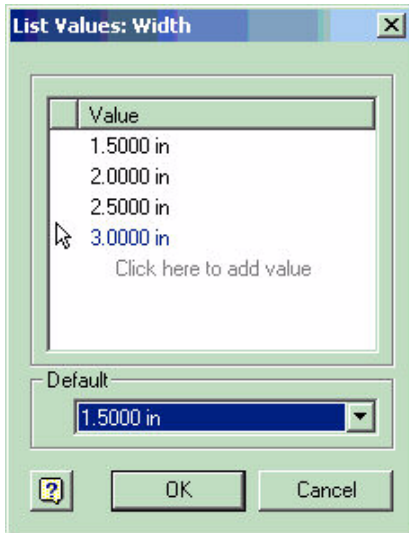 List Values: Width
Value
1.5000 in
2.0000 in
2.5000 in
3.0000 in
Click here to add value
Default
1.5000 in
?
OK
Cancel